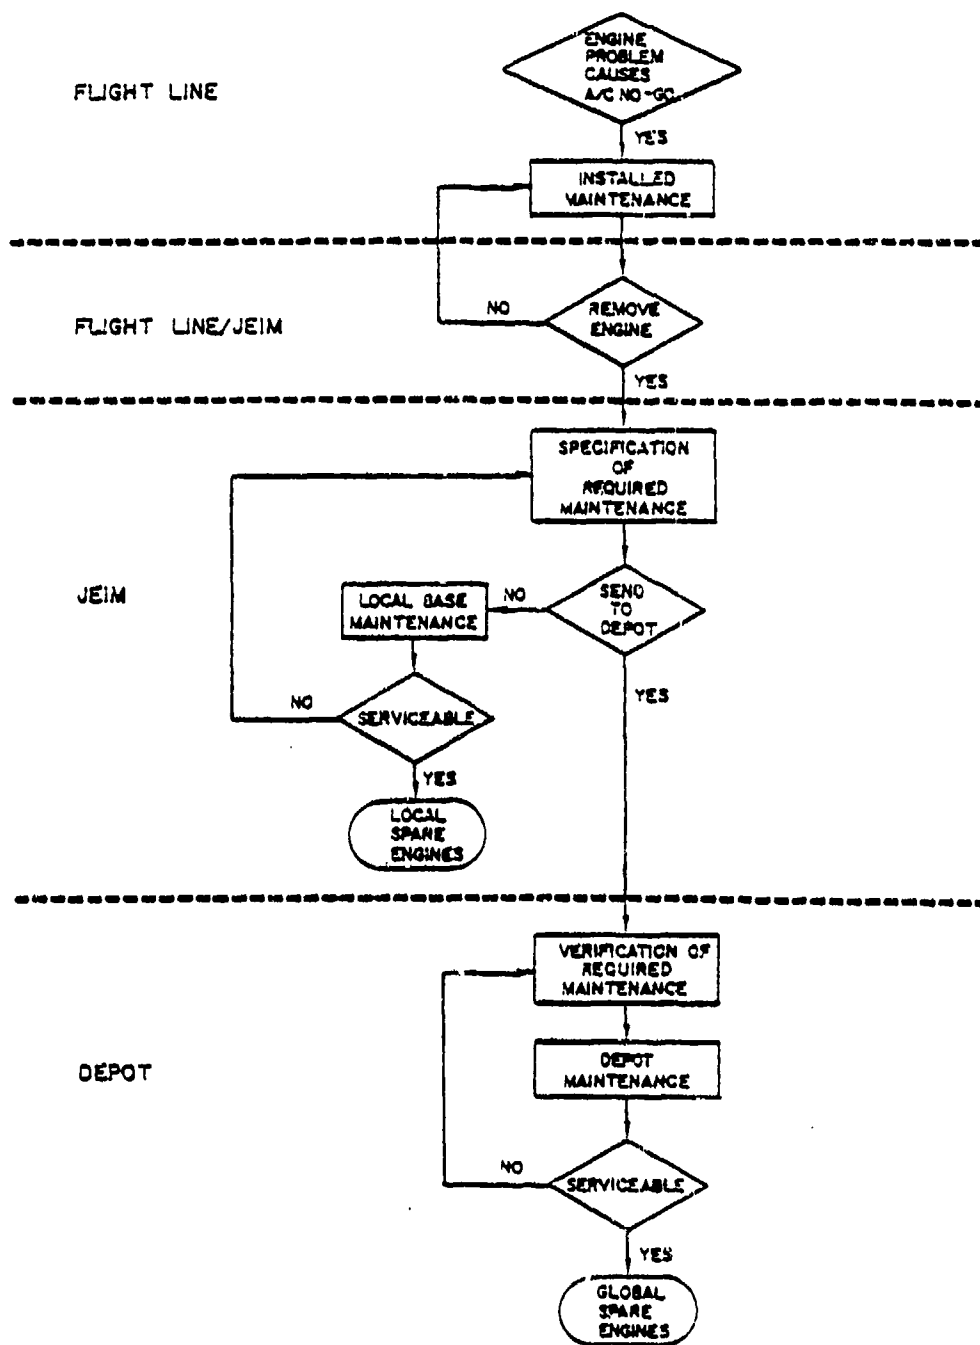 ENGINE
PROBLEM
CAUSES
A/C NO-GO
FLIGHT LINE
YES
INSTALLED
MAINTENANCE
NO
REMOVE
ENGINE
FLIGHT LINE/JEIM
YES
SPECIFICATION
OF
REQUIRED
MAINTENANCE
JEIM
LOCAL BASE
MAINTENANCE
NO
SEND
TO
DEPOT
NO
SERVICEABLE
YES
YES
LOCAL
SPARE
ENGINES
VERIFICATION OF
REQUIRED
MAINTENANCE
DEPOT
DEPOT
MAINTENANCE
NO
SERVICEABLE
YES
GLOBAL
SPARE
ENGINES